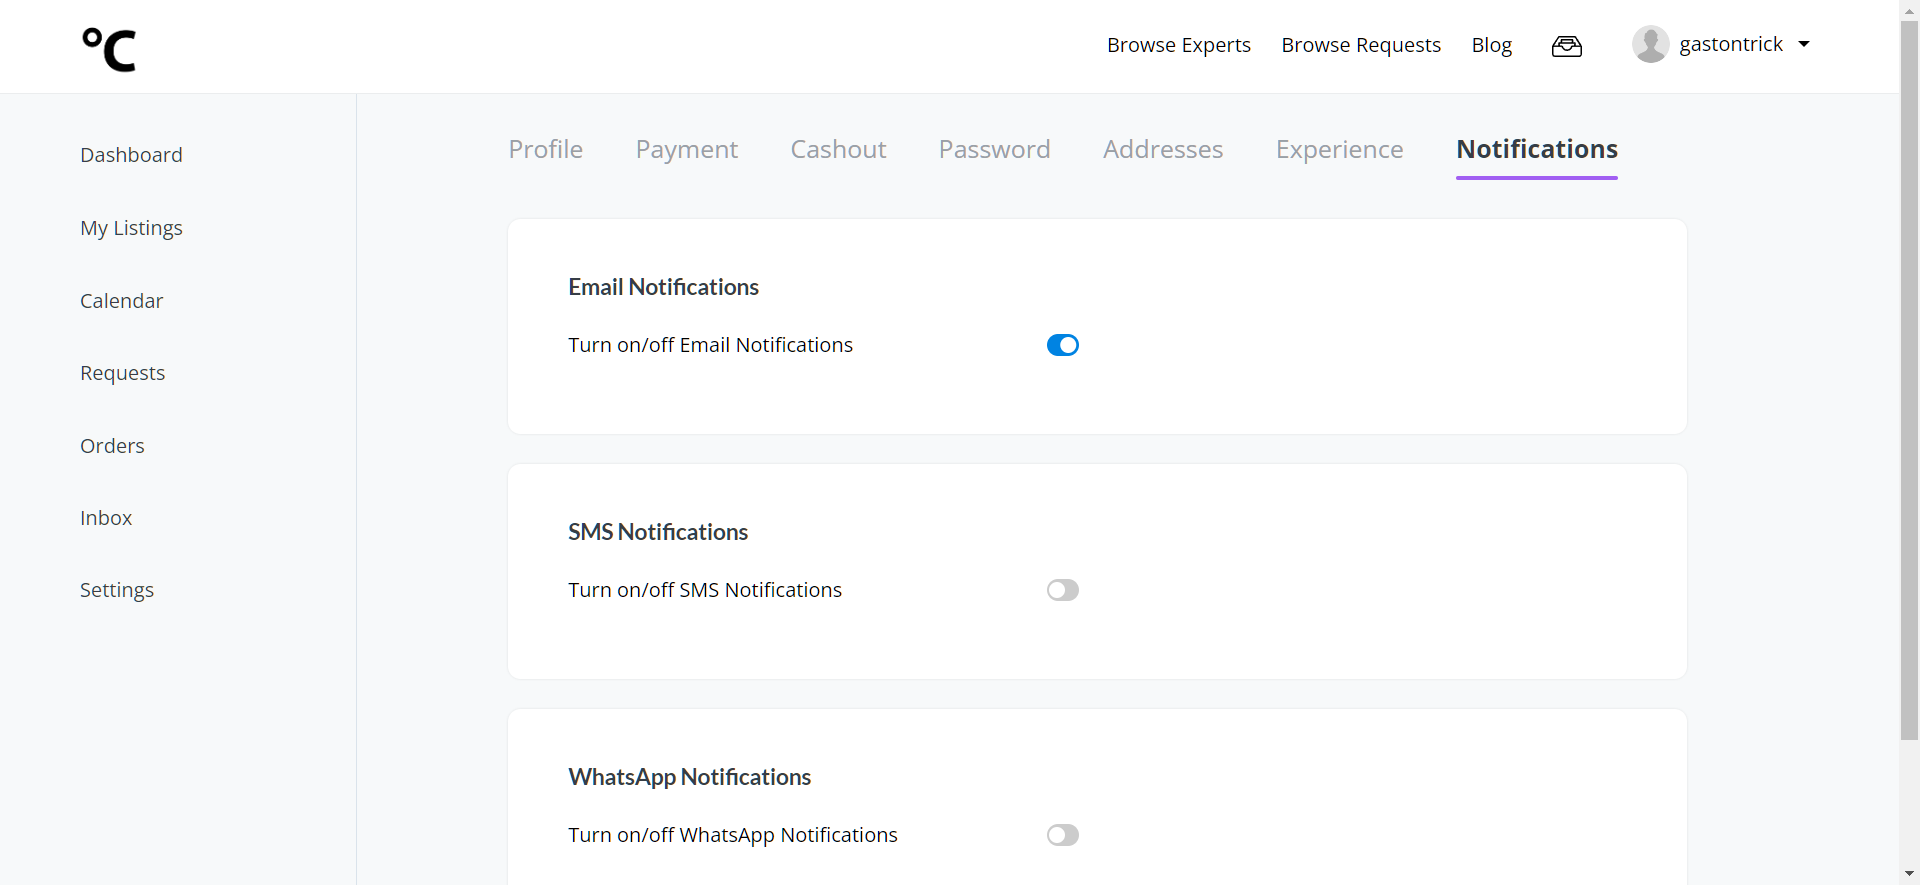 °C
Browse Experts Browse Requests Blog gastontrick
Dashboard
My Listings
Calendar
Requests
Orders
Inbox
Settings
Profile Payment Cashout Password Addresses Experience Notifications
Email Notifications
Turn on/off Email Notifications
SMS Notifications
Turn on/off SMS Notifications
WhatsApp Notifications
Turn on/off WhatsApp Notifications